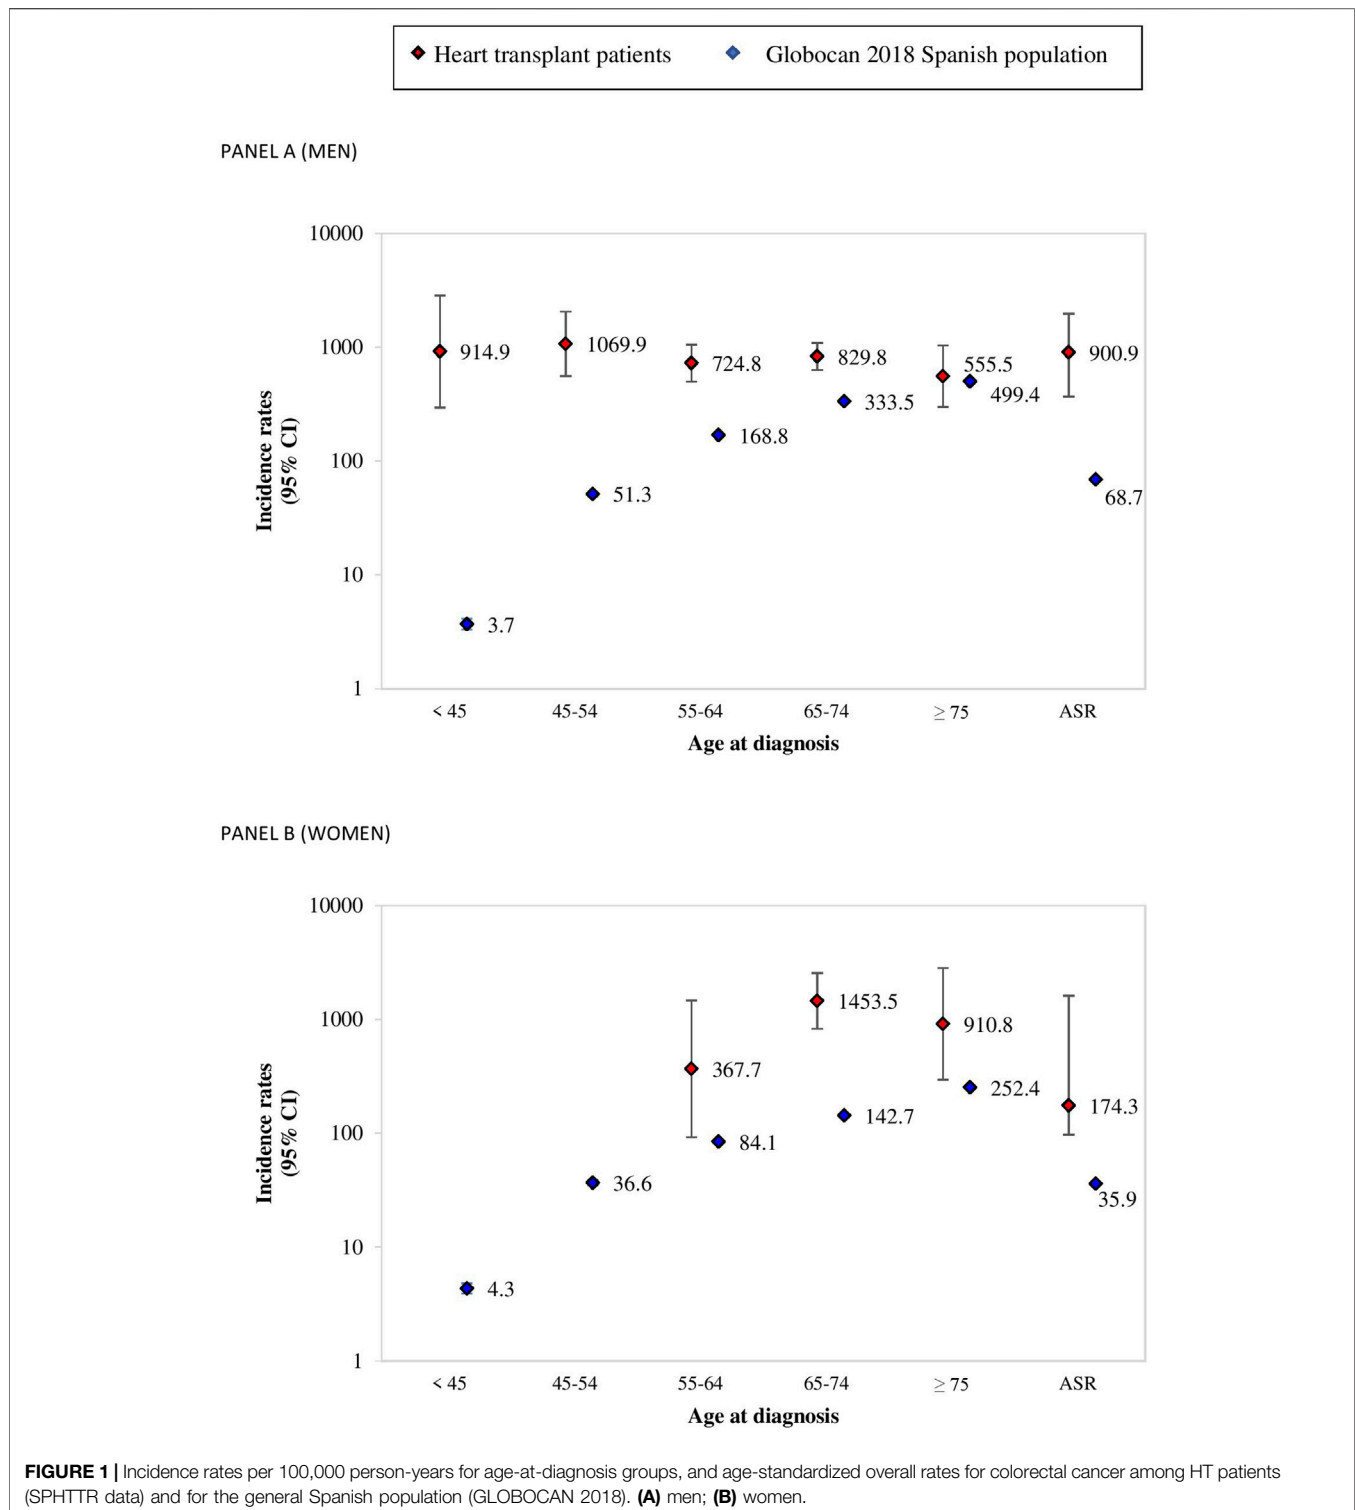 Heart transplant patients Globocan 2018 Spanish population
PANEL A (MEN)
10000
1000
100
10
1
Incidence rates
(95% CI)
914.9
1069.9
724.8
829.8
555.5
900.9
3.7
51.3
168.8
333.5
499.4
68.7
< 45 45-54 55-64 65-74 ≥ 75 ASR
Age at diagnosis
PANEL B (WOMEN)
10000
1000
100
10
1
Incidence rates
(95% CI)
367.7
1453.5
910.8
174.3
4.3
36.6
84.1
142.7
252.4
35.9
< 45 45-54 55-64 65-74 ≥ 75 ASR
Age at diagnosis
FIGURE 1 | Incidence rates per 100,000 person-years for age-at-diagnosis groups, and age-standardized overall rates for colorectal cancer among HT patients
(SPHTTR data) and for the general Spanish population (GLOBOCAN 2018). (A) men; (B) women.